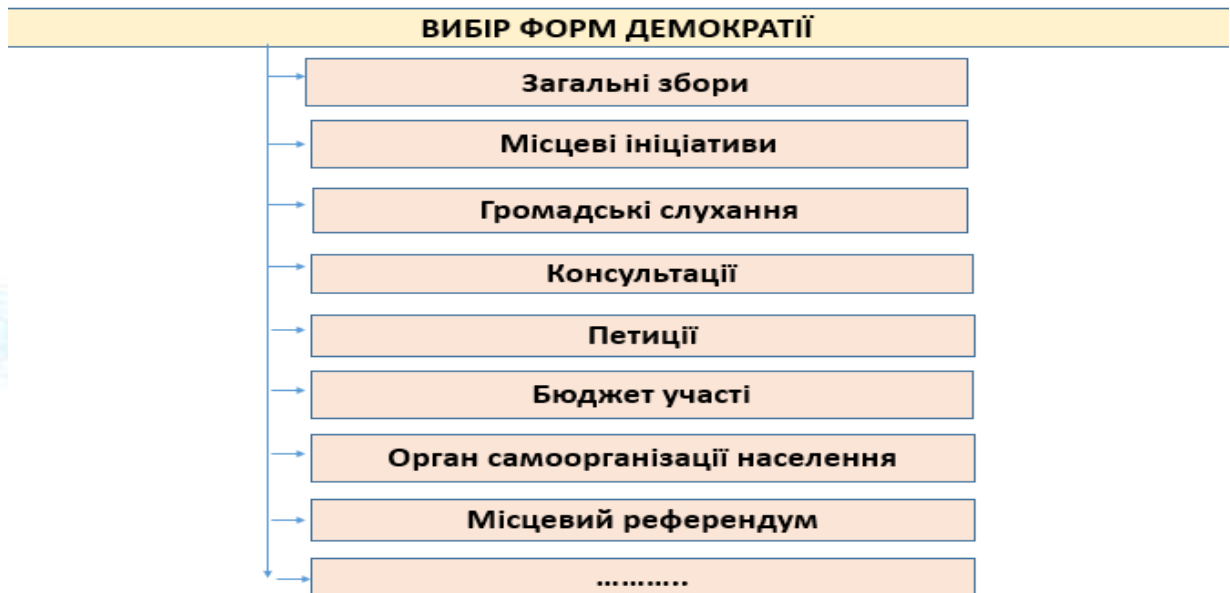 ВИБІР ФОРМ ДЕМОКРАТІЇ
Загальні збори
Місцеві ініціативи
Громадські слухання
Консультації
Петиції
Бюджет участі
Орган самоорганізації населення
Місцевий референдум
………..